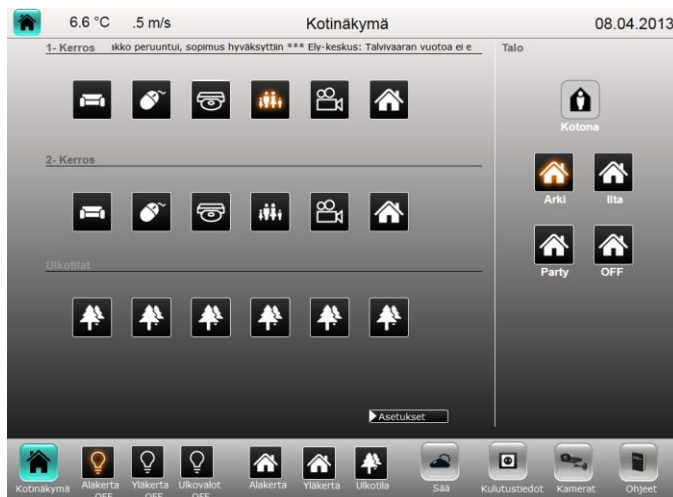 6.6 °C .5 m/s Kotinäkymä 08.04.2013
1- Kerros ıkko peruuntui, sopimus hyväksyttiin *** Ely-keskus: Talvivaaran vuotoa ei e
Talo
Kotona
2- Kerros
Arki Ilta
Ulkotilat
Party OFF
Asetukset
Kotinäkymä Alakerta Yläkerta Ulkovalot Alakerta Yläkerta Ulkotila Sää Kulutustiedot Kamerat Ohjeet
OFF OFF OFF